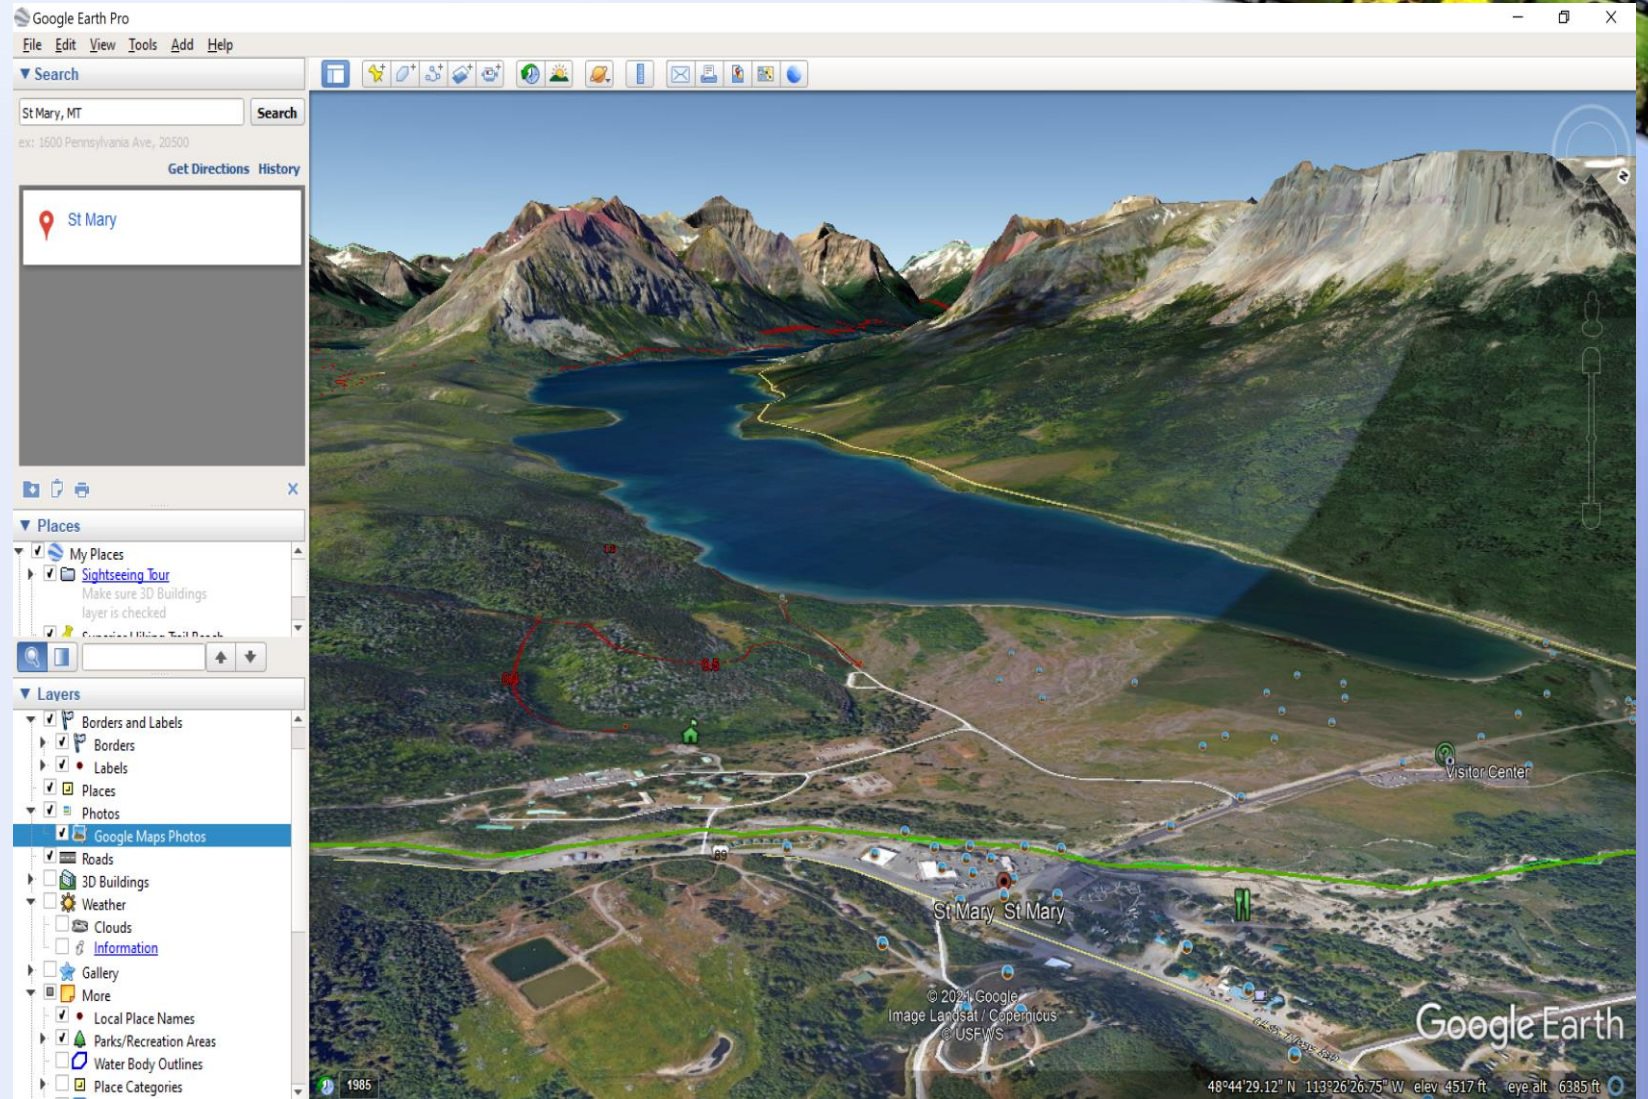 Google Earth Pro
File Edit View Tools Add Help
Search
St Mary, MT
Search
ex: 1600 Pennsylvania Ave, 20500
Get Directions History
St Mary
Places
My Places
Sightseeing Tour
Make sure 3D Buildings
layer is checked
Layers
Borders and Labels
Borders
Labels
Places
Photos
Google Maps Photos
Roads
3D Buildings
Weather
Clouds
Information
Gallery
More
Local Place Names
Parks/Recreation Areas
Water Body Outlines
Place Categories
N
0.5
Visitor Center
89
St Mary St Mary
© 2021 Google
Image Landsat / Copernicus
© USFWS
Google Earth
1985
48°44'29.12" N 113°26'26.75" W elev 4517 ft eye alt 6385 ft